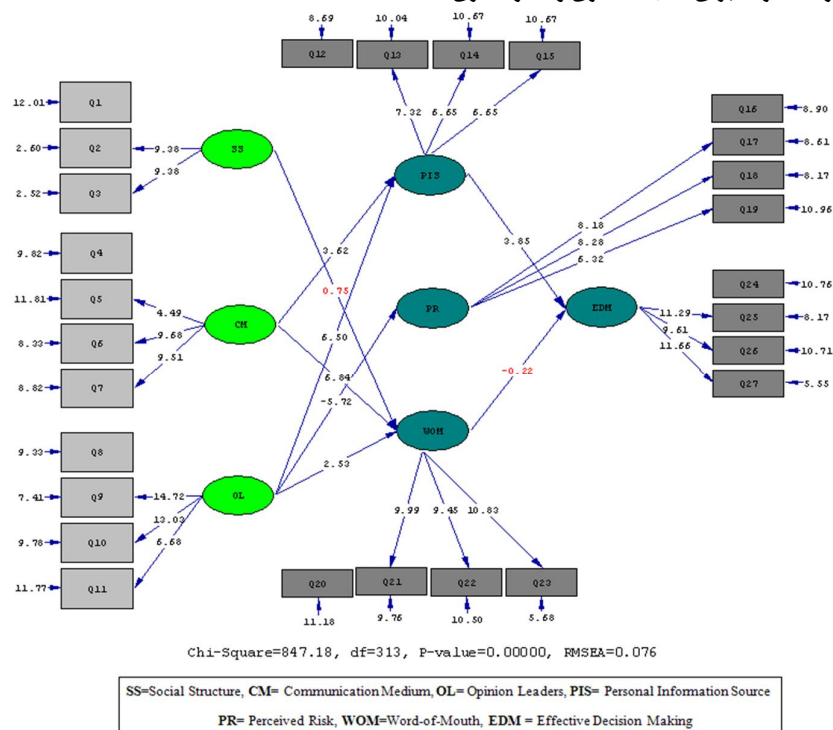 8.69 10.04 10.67 10.67
Q12 Q13 Q14 Q15
7.32 6.65 6.65
12.01 Q1
2.60 Q2 9.38
2.52 Q3 9.38
SS
9.82 Q4
11.81 Q5 4.49
8.33 Q6 9.68
8.82 Q7 9.51
CM
9.33 Q8
7.41 Q9 14.72
9.78 Q10 13.03
11.77 Q11 6.68
OL
3.62
0.75
6.50
6.84
-5.72
2.53
PIS
PR
WOM
3.85
-0.22
EDM
Q16 8.90
8.18 Q17 8.61
8.28 Q18 8.17
6.32 Q19 10.96
Q24 10.76
11.29 Q25 8.17
9.61 Q26 10.71
11.66 Q27 5.55
9.99 9.45 10.83
Q20 Q21 Q22 Q23
11.18 9.76 10.50 5.68
Chi-Square=847.18, df=313, P-value=0.00000, RMSEA=0.076
SS=Social Structure, CM= Communication Medium, OL= Opinion Leaders, PIS= Personal Information Source
PR= Perceived Risk, WOM=Word-of-Mouth, EDM = Effective Decision Making